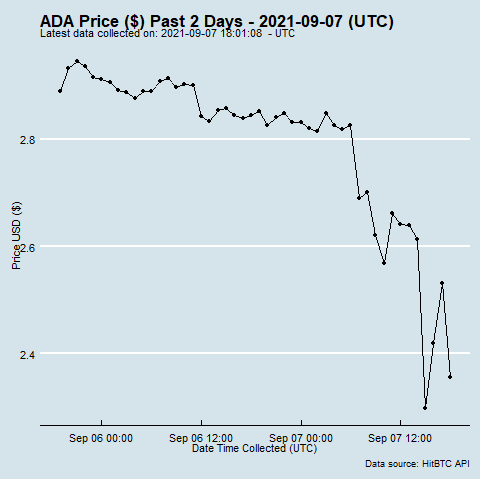 ADA Price ($) Past 2 Days - 2021-09-07 (UTC)
Latest data collected on: 2021-09-07 18:01:08 - UTC
2.8
2.6
2.4
Price USD ($)
Sep 06 00:00 Sep 06 12:00 Sep 07 00:00 Sep 07 12:00
Date Time Collected (UTC)
Data source: HitBTC API